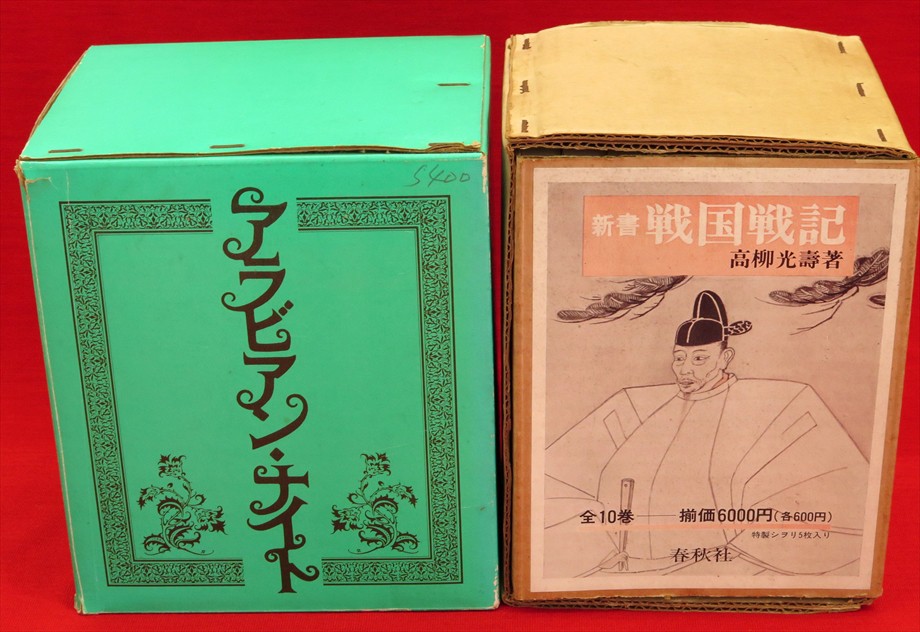 5400
アラビアン・ナイト
新書 戦国戦記
高柳光壽著
全10巻——揃価6000円(各600円)
特製シヲリ5枚入り
春秋社